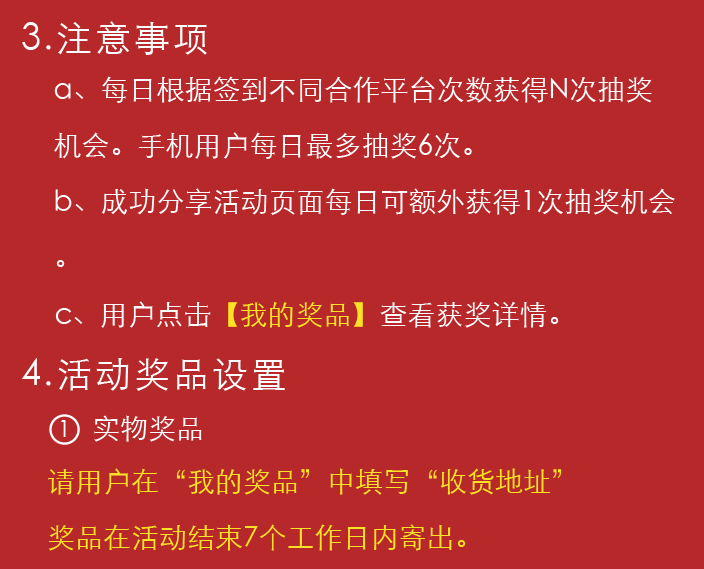 3.注意事项
a、每日根据签到不同合作平台次数获得N次抽奖
机会。手机用户每日最多抽奖6次。
b、成功分享活动页面每日可额外获得1次抽奖机会
。
c、用户点击【我的奖品】查看获奖详情。
4.活动奖品设置
① 实物奖品
请用户在“我的奖品”中填写“收货地址”
奖品在活动结束7个工作日内寄出。